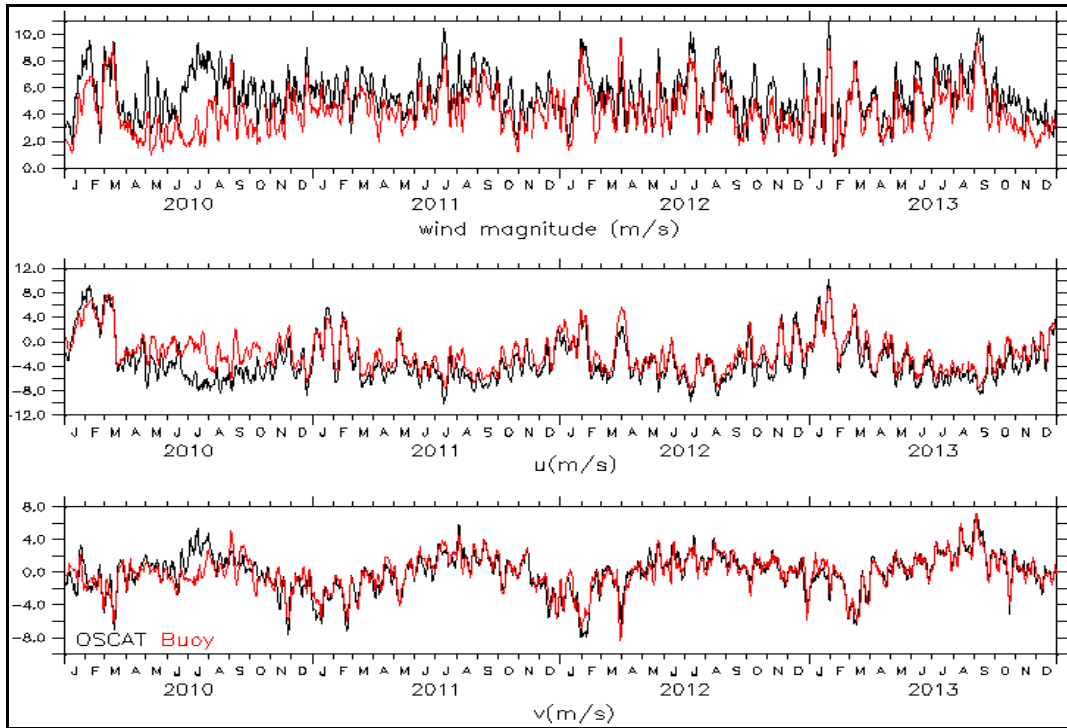 10.0
8.0
6.0
4.0
2.0
0.0
J F M A M J J A S O N D J F M A M J J A S O N D J F M A M J J A S O N D J F M A M J J A S O N D
2010 2011 2012 2013
wind magnitude (m/s)
12.0
8.0
4.0
0.0
-4.0
-8.0
-12.0
J F M A M J J A S O N D J F M A M J J A S O N D J F M A M J J A S O N D J F M A M J J A S O N D
2010 2011 2012 2013
u(m/s)
8.0
4.0
0.0
-4.0
-8.0
OSCAT Buoy
J F M A M J J A S O N D J F M A M J J A S O N D J F M A M J J A S O N D J F M A M J J A S O N D
2010 2011 2012 2013
v(m/s)